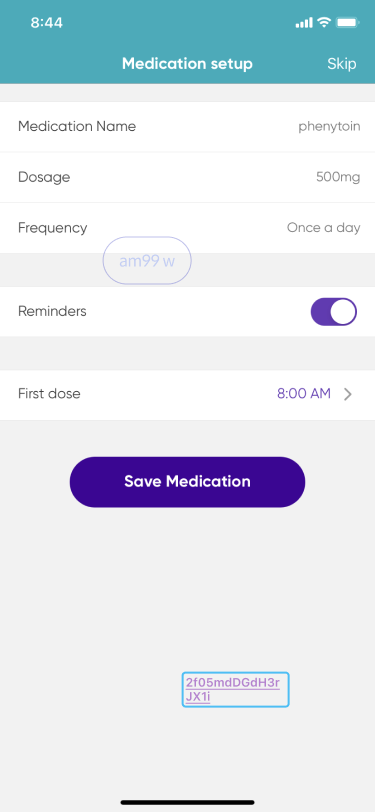 8:44
Medication setup
Skip
Medication Name
phenytoin
Dosage
500mg
Frequency
Once a day
am99 w
Reminders
First dose
8:00 AM
Save Medication
2f05mdDGdH3r
JX1i